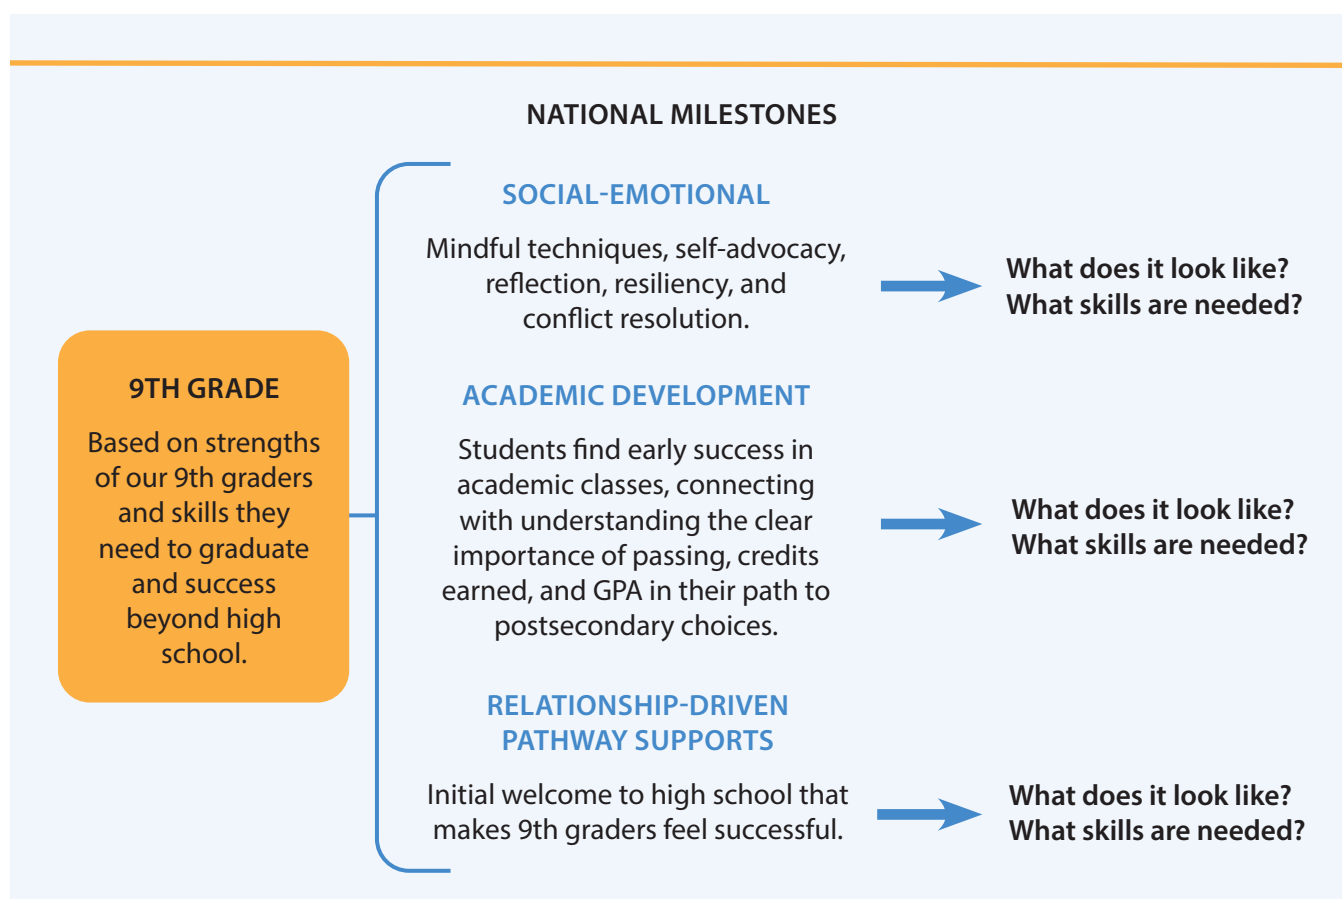 NATIONAL MILESTONES
9TH GRADE
Based on strengths
of our 9th graders
and skills they
need to graduate
and success
beyond high
school.
SOCIAL-EMOTIONAL
Mindful techniques, self-advocacy,
reflection, resiliency, and
conflict resolution.
What does it look like?
What skills are needed?
ACADEMIC DEVELOPMENT
Students find early success in
academic classes, connecting
with understanding the clear
importance of passing, credits
earned, and GPA in their path to
postsecondary choices.
What does it look like?
What skills are needed?
RELATIONSHIP-DRIVEN
PATHWAY SUPPORTS
Initial welcome to high school that
makes 9th graders feel successful.
What does it look like?
What skills are needed?